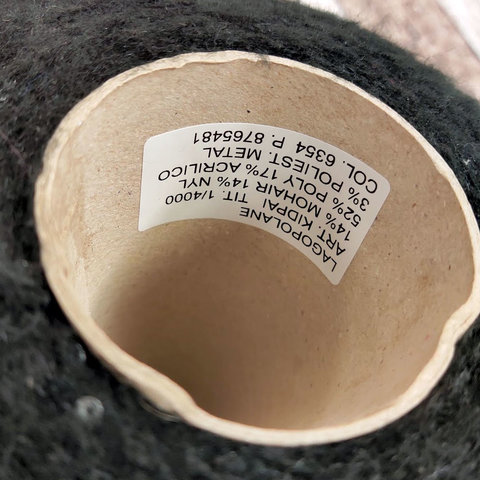 LAGOPOLANE
ART. KIDPAI TIT. 1/4000
14% MOHAIR 14% NYL
52% POLY 17% ACRILICO
3% POLIEST. METAL
COL. 6354 P. 8765481